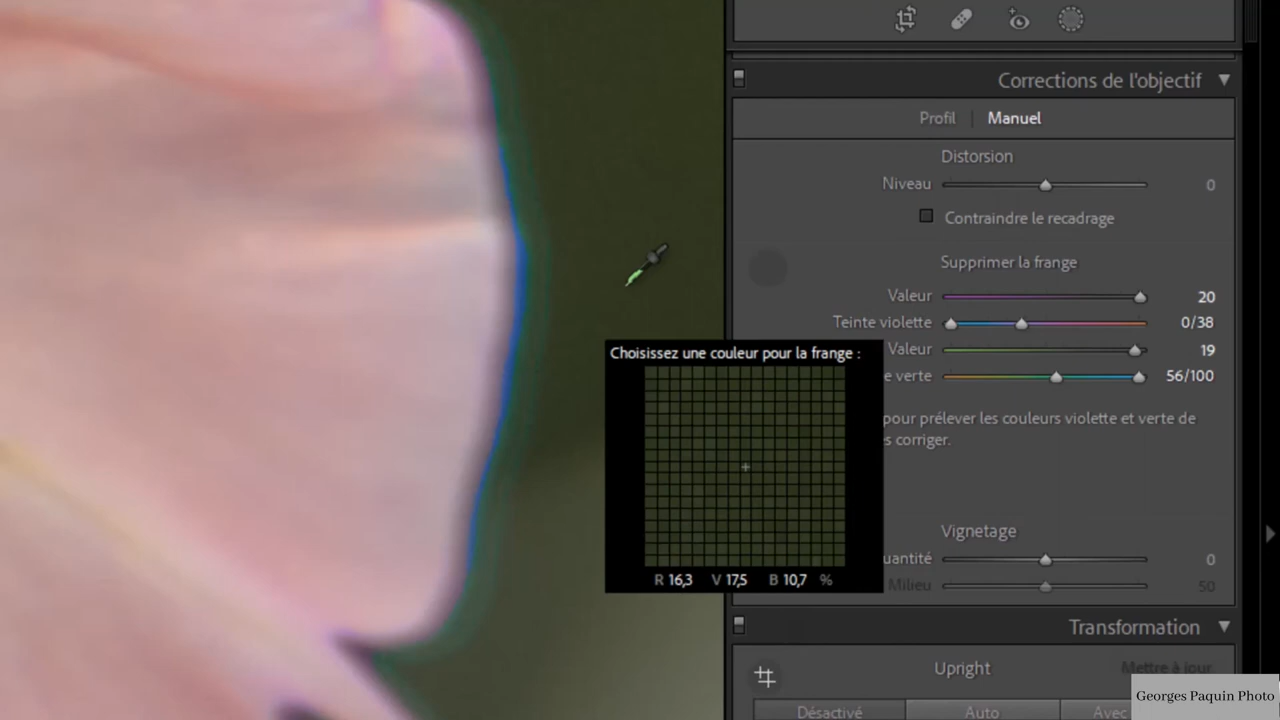 Corrections de l'objectif
Profil | Manuel
Distorsion
Niveau 0
Contraindre le recadrage
Supprimer la frange
Valeur 20
Teinte violette 0/38
Valeur 19
e verte 56/100
Choisissez une couleur pour la frange :
pour prélever les couleurs violette et verte de
s corriger.
R 16,3 V 17,5 B 10,7 %
Vignetage
uantité 0
Milieu 50
Transformation
Upright Mettre à jour
Désactivé Auto Avec
Georges Paquin Photo